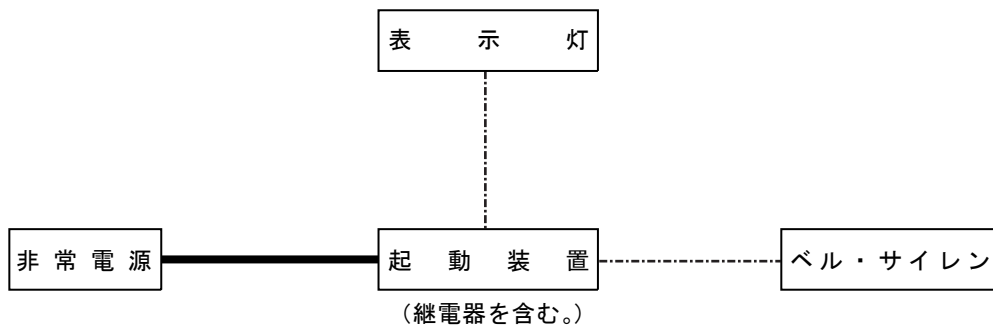 表示灯
非常電源
起動装置
ベル・サイレン
（継電器を含む。）